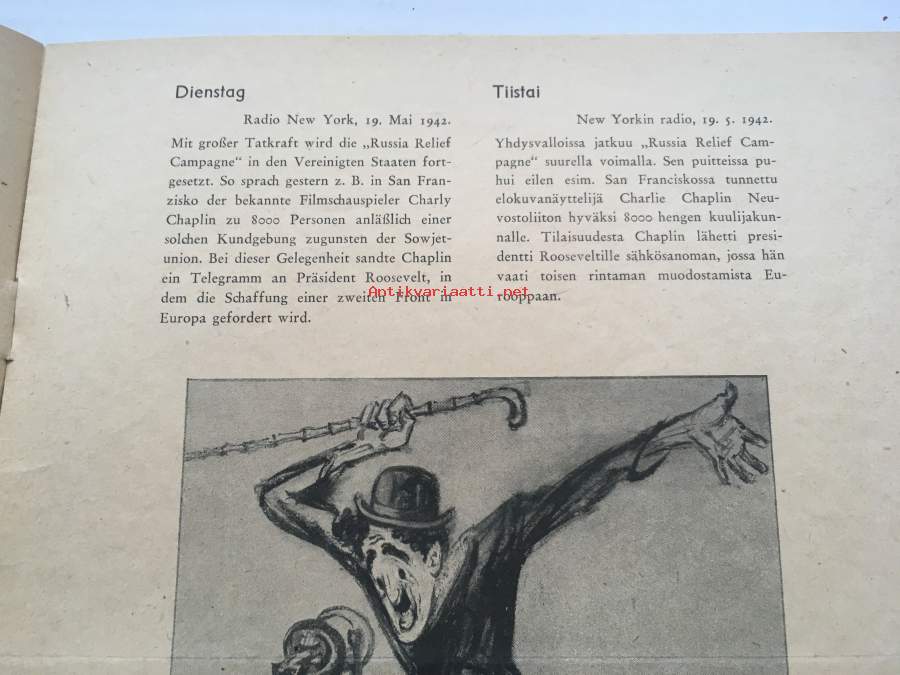 Dienstag
Radio New York, 19. Mai 1942.
Mit großer Tatkraft wird die „Russia Relief
Campagne“ in den Vereinigten Staaten fort-
gesetzt. So sprach gestern z. B. in San Fran-
zisko der bekannte Filmschauspieler Charly
Chaplin zu 8000 Personen anläßlich einer
solchen Kundgebung zugunsten der Sowjet-
union. Bei dieser Gelegenheit sandte Chaplin
ein Telegramm an Präsident Roosevelt, in
dem die Schaffung einer zweiten Front in
Europa gefordert wird.
Tiistai
New Yorkin radio, 19. 5. 1942.
Yhdysvalloissa jatkuu „Russia Relief Cam-
pagne“ suurella voimalla. Sen puitteissa pu-
hui eilen esim. San Franciskossa tunnettu
elokuvanäyttelijä Charlie Chaplin Neu-
vostoliiton hyväksi 8000 hengen kuulijakun-
nalle. Tilaisuudesta Chaplin lähetti presi-
dentti Rooseveltille sähkösanoman, jossa hän
vaati toisen rintaman muodostamista Eu-
rooppaan.
Antikvariaatti.net